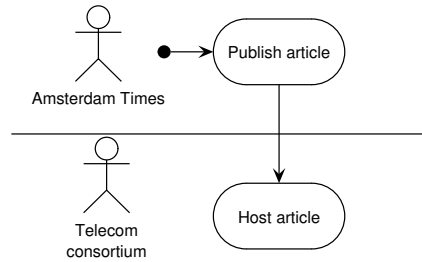 Publish article
Amsterdam Times
Host article
Telecom
consortium